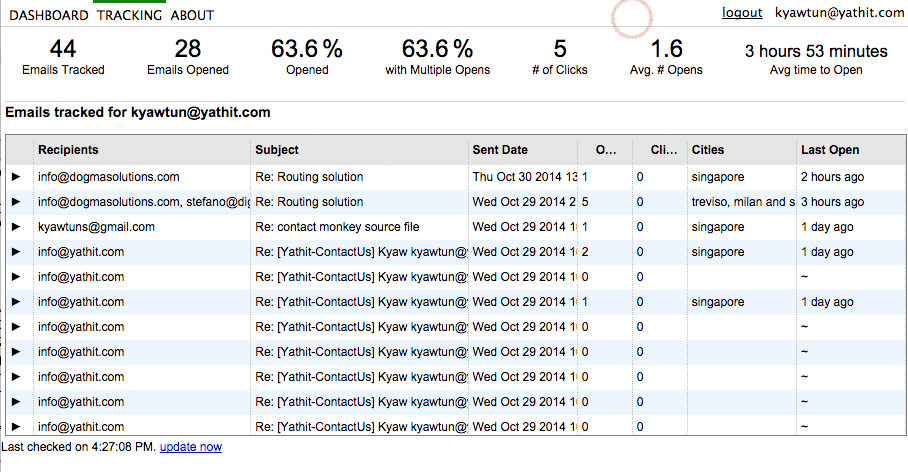 DASHBOARD TRACKING ABOUT logout kyawtun@yathit.com
44 28 63.6 % 63.6 % 5 1.6 3 hours 53 minutes
Emails Tracked Emails Opened Opened with Multiple Opens # of Clicks Avg. # Opens Avg time to Open
Emails tracked for kyawtun@yathit.com
Recipients Subject Sent Date O... Cli... Cities Last Open
▶ info@dogmasolutions.com Re: Routing solution Thu Oct 30 2014 13 1 0 singapore 2 hours ago
▶ info@dogmasolutions.com, stefano@dig Re: Routing solution Wed Oct 29 2014 2 5 0 treviso, milan and s 3 hours ago
▶ kyawtuns@gmail.com Re: contact monkey source file Wed Oct 29 2014 1 1 0 singapore 1 day ago
▶ info@yathit.com Re: [Yathit-ContactUs] Kyaw kyawtun@y Wed Oct 29 2014 1 2 0 singapore 1 day ago
▶ info@yathit.com Re: [Yathit-ContactUs] Kyaw kyawtun@y Wed Oct 29 2014 1 0 0 ~
▶ info@yathit.com Re: [Yathit-ContactUs] Kyaw kyawtun@y Wed Oct 29 2014 1 1 0 singapore 1 day ago
▶ info@yathit.com Re: [Yathit-ContactUs] Kyaw kyawtun@y Wed Oct 29 2014 1 0 0 ~
▶ info@yathit.com Re: [Yathit-ContactUs] Kyaw kyawtun@y Wed Oct 29 2014 1 0 0 ~
▶ info@yathit.com Re: [Yathit-ContactUs] Kyaw kyawtun@y Wed Oct 29 2014 1 0 0 ~
▶ info@yathit.com Re: [Yathit-ContactUs] Kyaw kyawtun@y Wed Oct 29 2014 1 0 0 ~
▶ info@yathit.com Re: [Yathit-ContactUs] Kyaw kyawtun@y Wed Oct 29 2014 1 0 0 ~
Last checked on 4:27:08 PM. update now